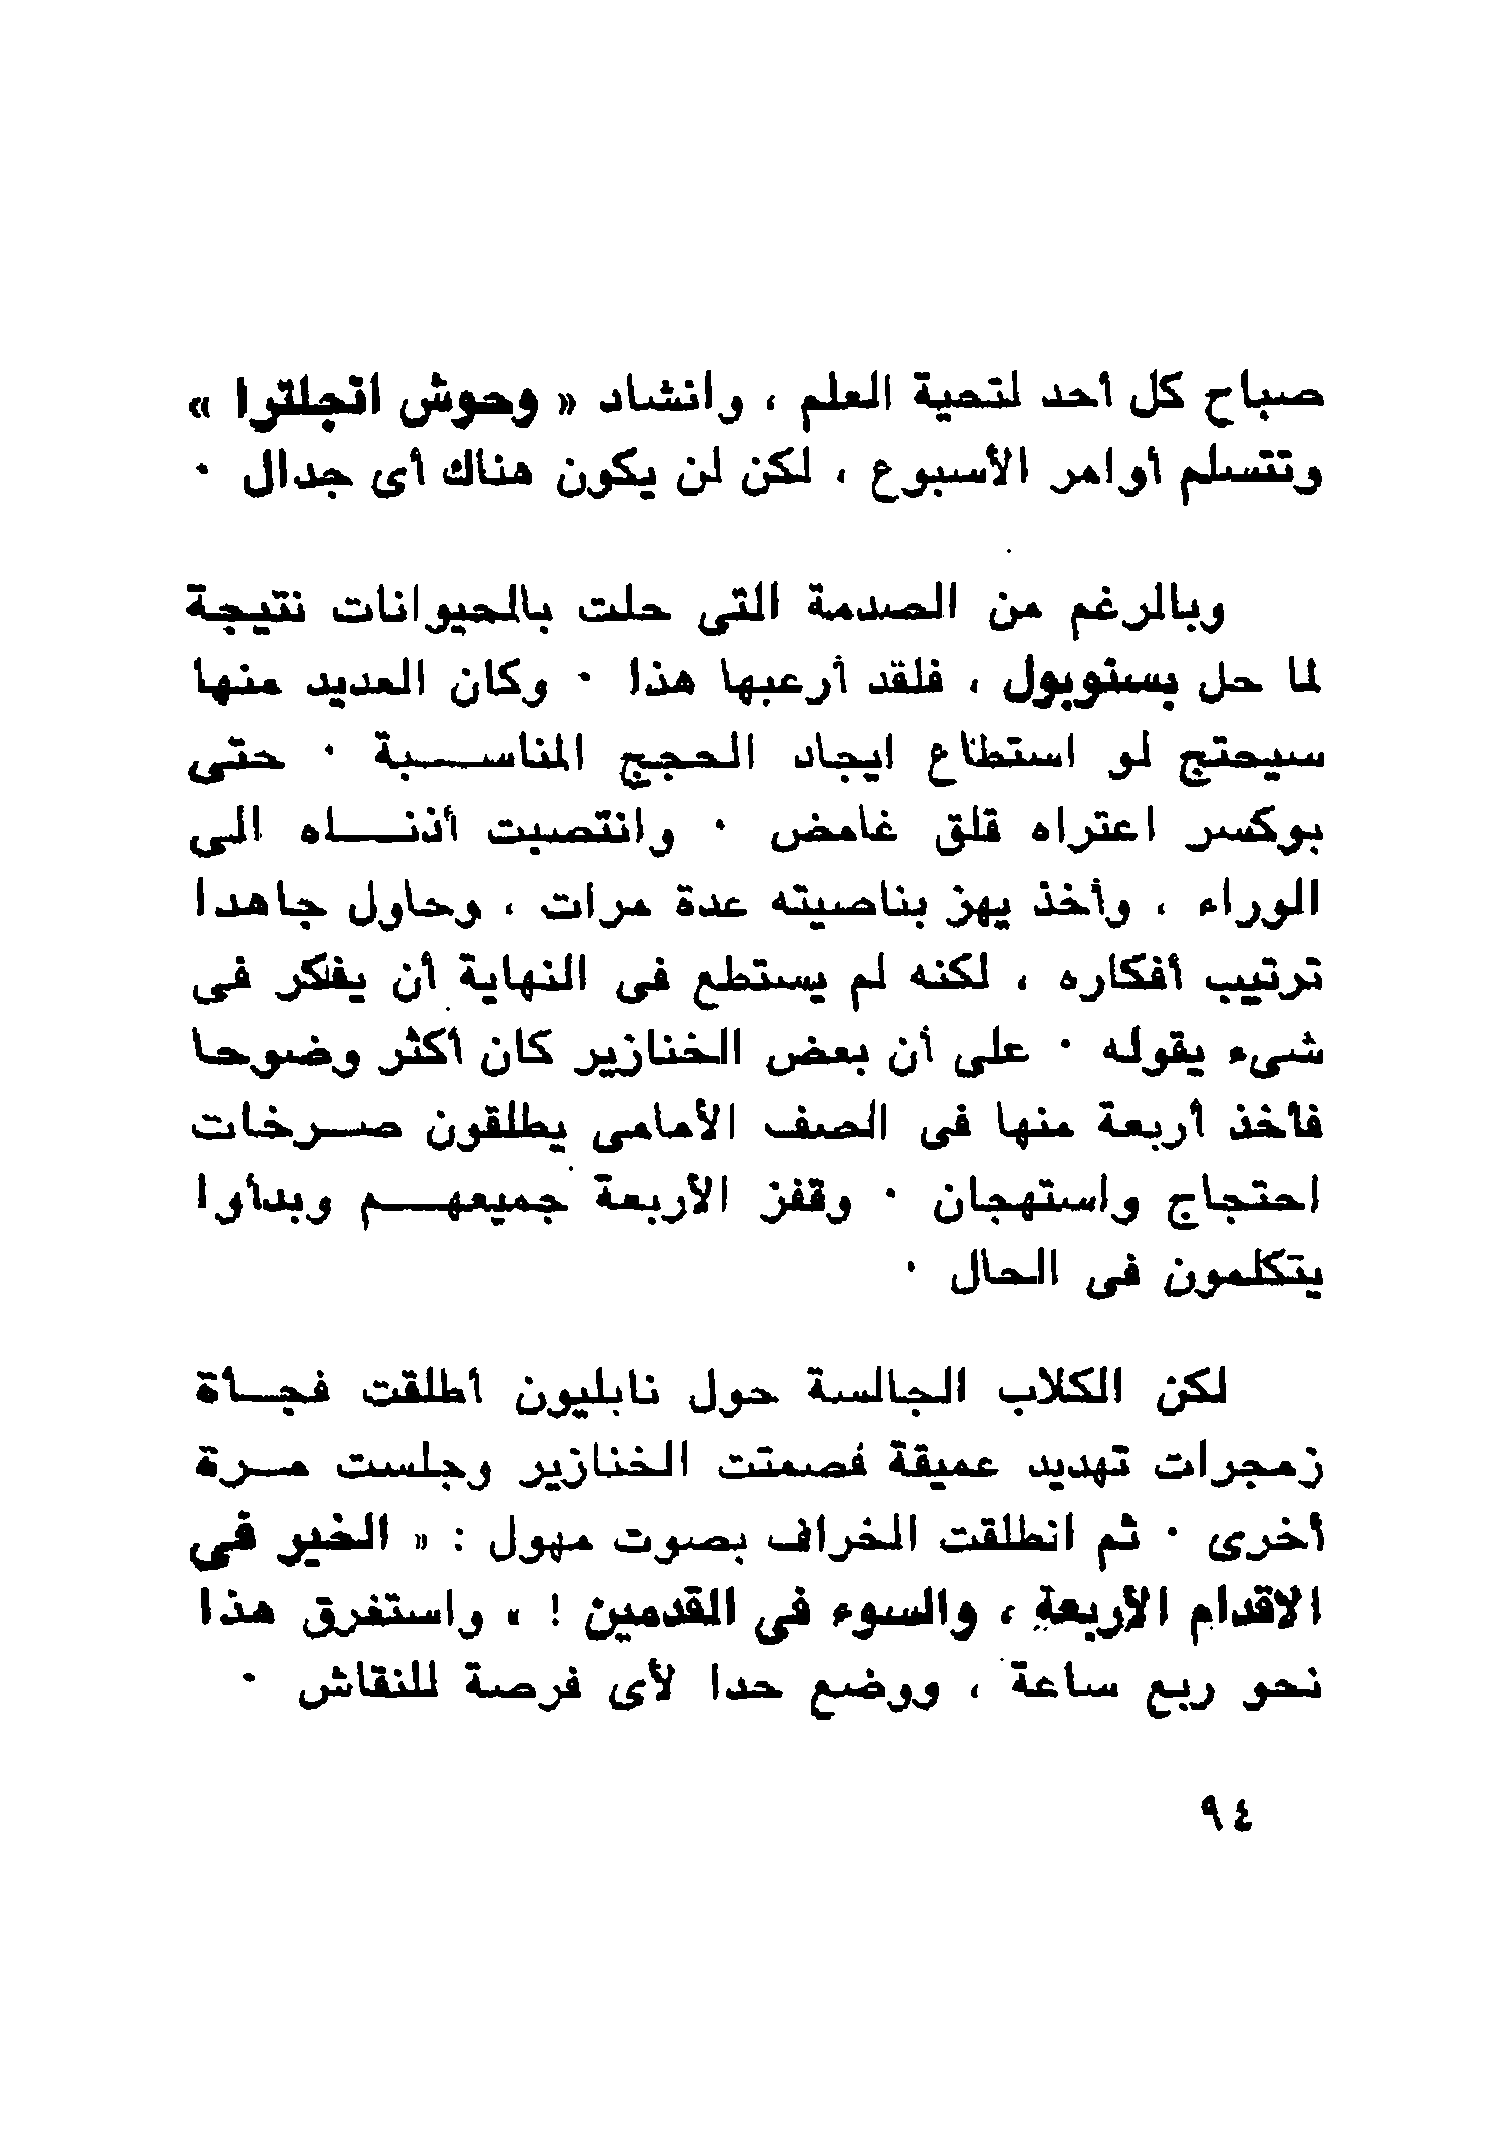 صباح كل أحد لتحية العلم ، وانشاد « وحوش انجلترا »
وتتسلم أوامر الأسبوع ، لكن لن يكون هناك أى جدال ٠
وبالرغم من الصدمة التى حلت بالحيوانات نتيجة
لما حل بستوبول ، فلقد أرعبها هذا ٠ وكان العديد منها
سيحتج لو استطاع ايجاد الحجج المناسبة ٠ حتى
بوكسر اعتراه قلق غامض ٠ وانتصبت أذناه الى
الوراء ، وأخذ يهز بناصيته عدة مرات ، وحاول جاهدا
ترتيب أفكاره ، لكنه لم يستطع فى النهاية أن يفكر فى
شىء يقوله ٠ على أن بعض الخنازير كان أكثر وضوحا
فأخذ أربعة منها فى الصف الأمامى يطلقون صرخات
احتجاج واستهجان ٠ وقفز الأربعة جميعهم وبدأوا
يتكلمون فى الحال ٠
لكن الكلاب الجالسة حول نابليون أطلقت فجأة
زمجرات تهديد عميقة فصمتت الخنازير وجلست مرة
أخرى ٠ ثم انطلقت الخراف بصوت مهول : « الخير فى
الاقدام الأربعة ، والسوء فى القدمين ! » واستغرق هذا
نحو ربع ساعة ، ووضع حدا لأى فرصة للنقاش ٠
٩٤